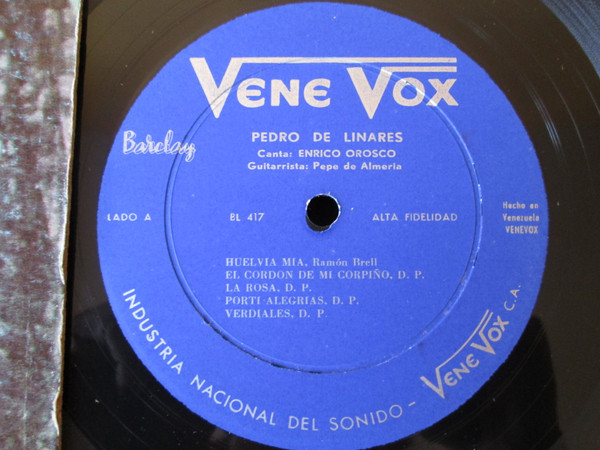 VENE VOX
Barclay
PEDRO DE LINARES
Canta: ENRICO OROSCO
Guitarrista: Pepe de Almeria
LADO A
BL 417
ALTA FIDELIDAD
Hecho en
Venezuela
VENEVOX
HUELVIA MIA, Ramón Brell
EL CORDON DE MI CORPIÑO, D. P.
LA ROSA, D. P.
PORTI ALEGRIAS, D. P.
VERDIALES, D. P.
INDUSTRIA NACIONAL DEL SONIDO - VENE VOX C.A.